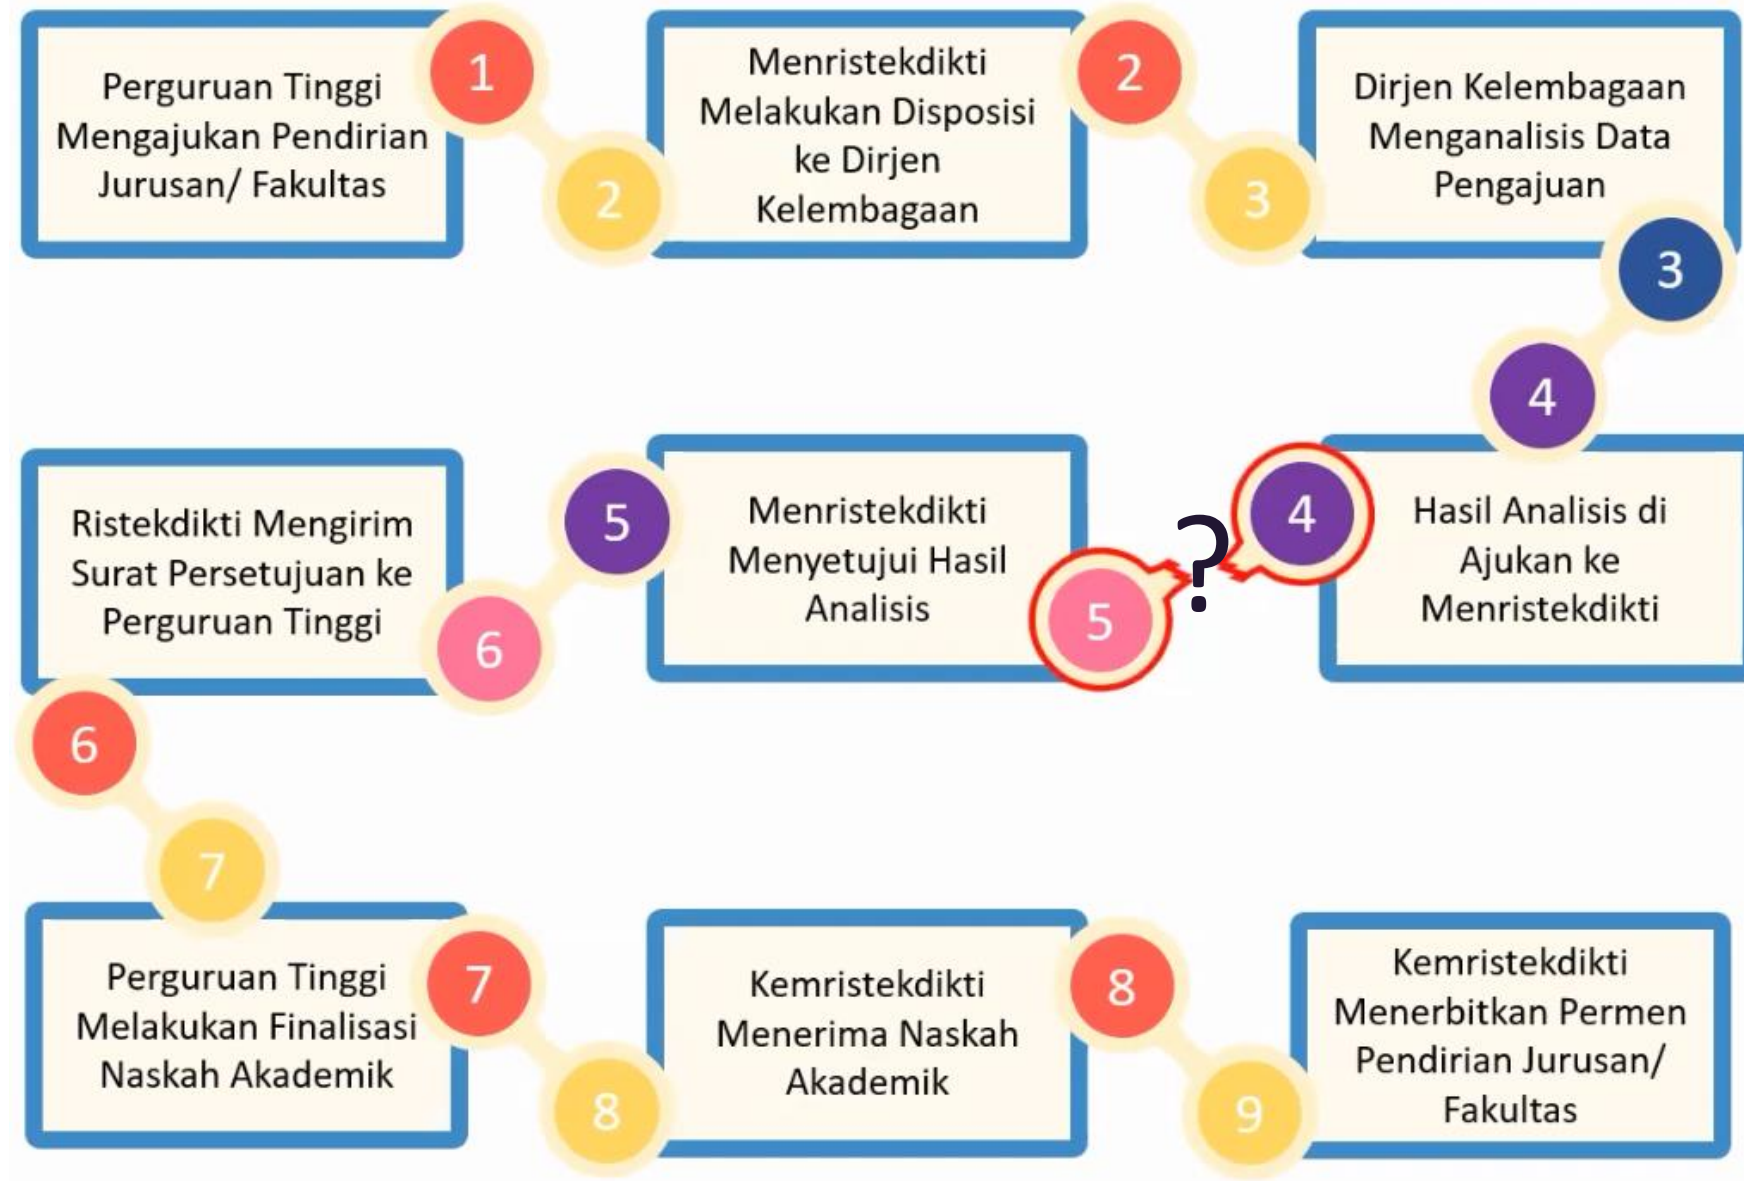 Perguruan Tinggi
Mengajukan Pendirian
Jurusan/ Fakultas
1
2
Menristekdikti
Melakukan Disposisi
ke Dirjen
Kelembagaan
2
3
Dirjen Kelembagaan
Menganalisis Data
Pengajuan
3
4
Hasil Analisis di
Ajukan ke
Menristekdikti
4
?
5
Menristekdikti
Menyetujui Hasil
Analisis
5
6
Ristekdikti Mengirim
Surat Persetujuan ke
Perguruan Tinggi
6
7
Perguruan Tinggi
Melakukan Finalisasi
Naskah Akademik
7
8
Kemristekdikti
Menerima Naskah
Akademik
8
9
Kemristekdikti
Menerbitkan Permen
Pendirian Jurusan/
Fakultas